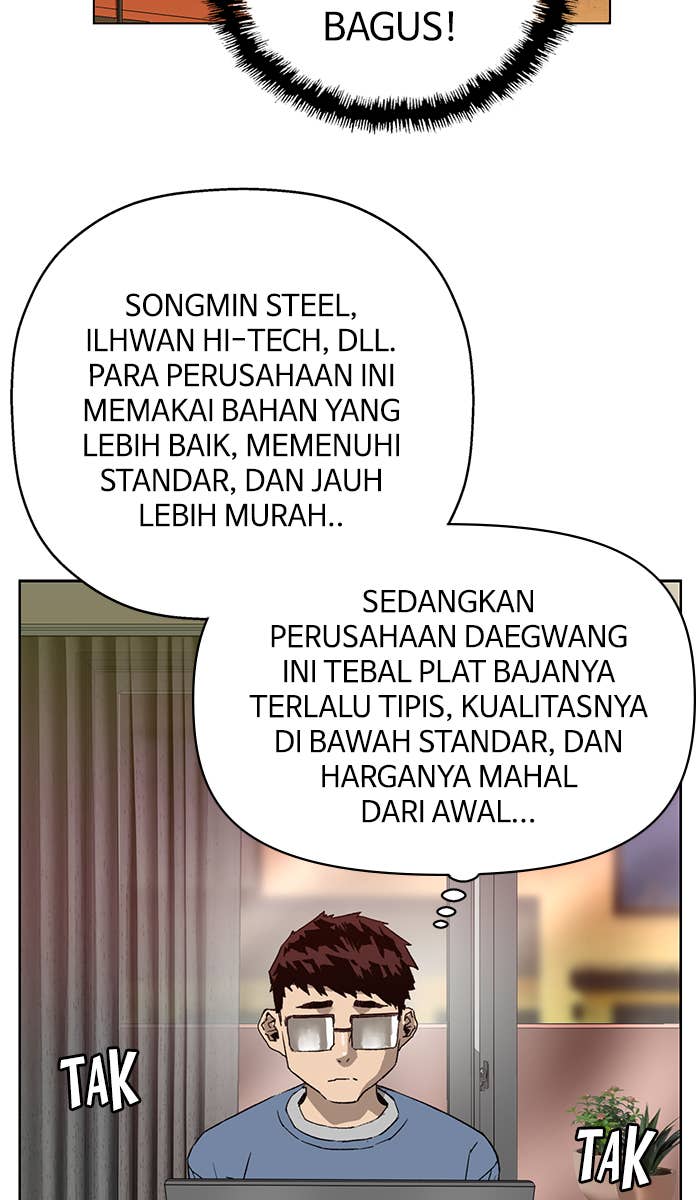 BAGUS!
SONGMIN STEEL,
ILHWAN HI-TECH, DLL.
PARA PERUSAHAAN INI
MEMAKAI BAHAN YANG
LEBIH BAIK, MEMENUHI
STANDAR, DAN JAUH
LEBIH MURAH..
SEDANGKAN
PERUSAHAAN DAEGWANG
INI TEBAL PLAT BAJANYA
TERLALU TIPIS, KUALITASNYA
DI BAWAH STANDAR, DAN
HARGANYA MAHAL
DARI AWAL...
TAK
TAK